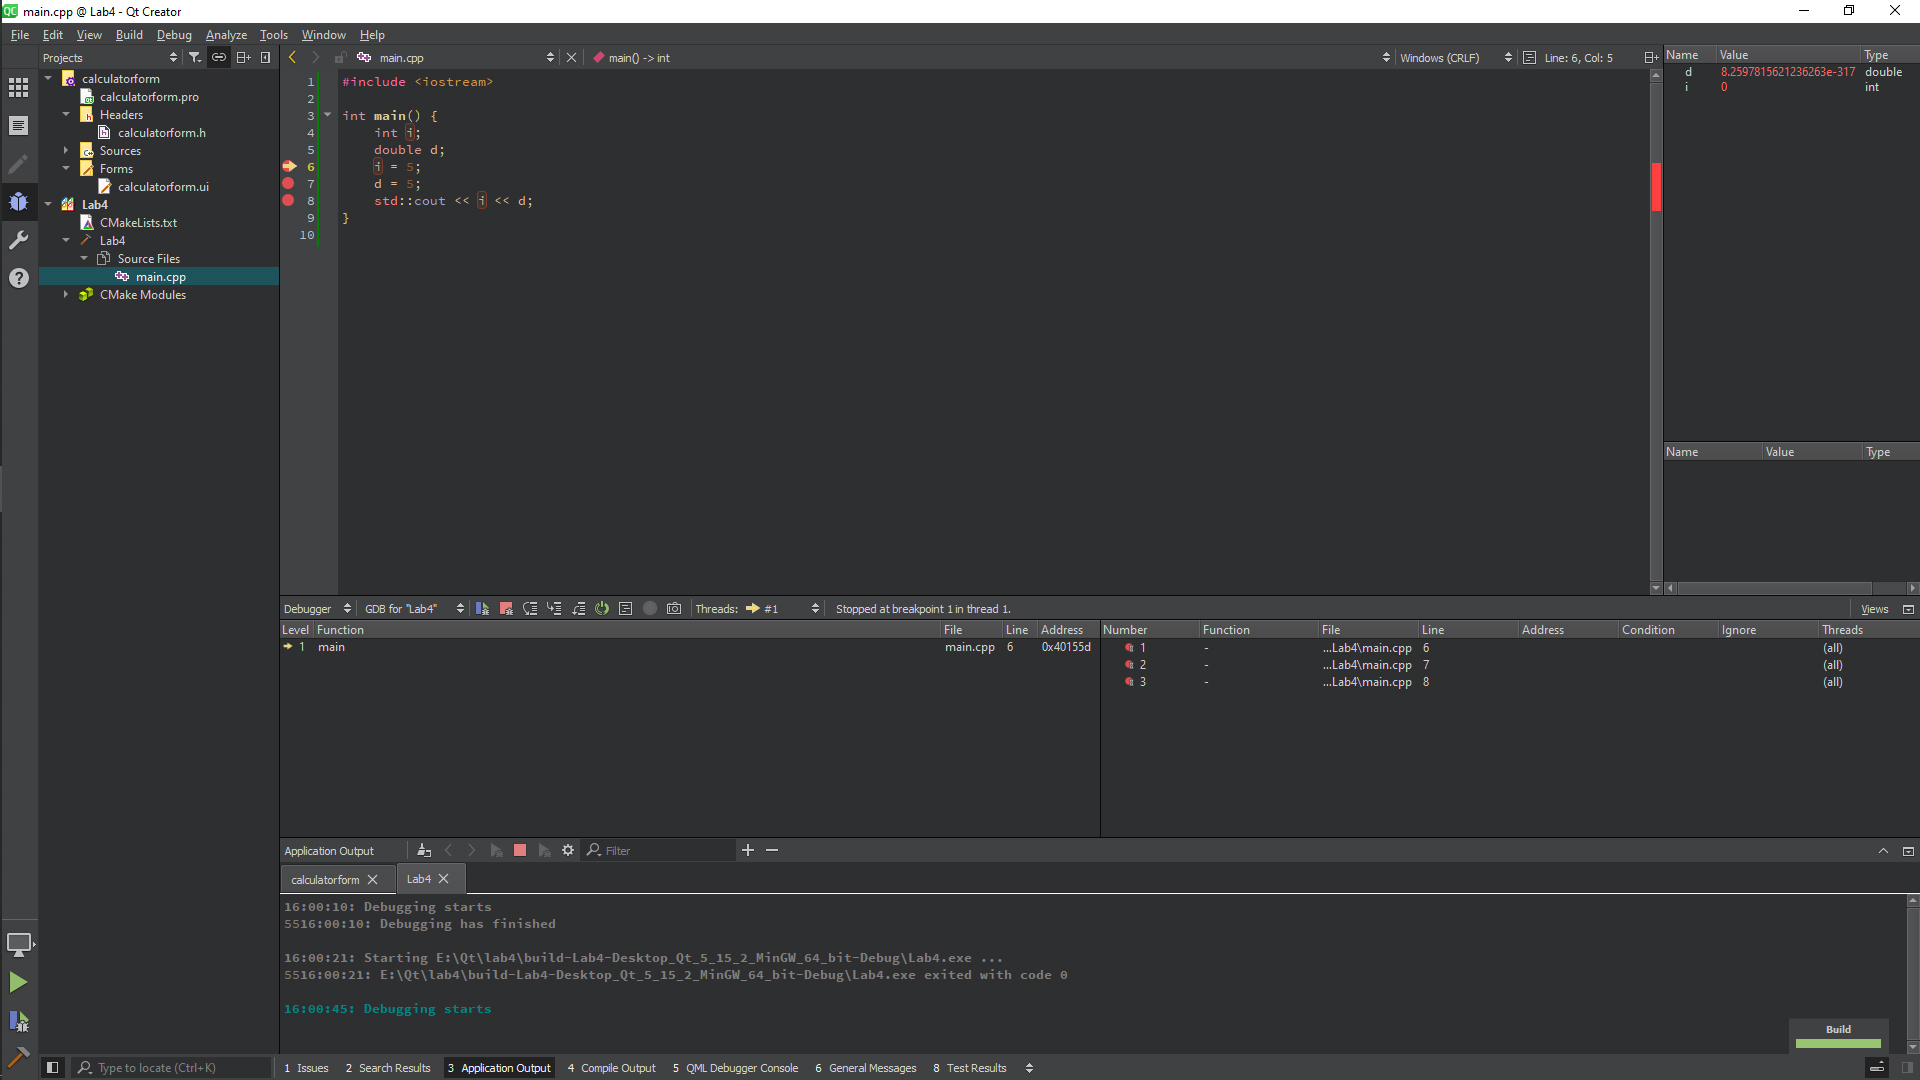 main.cpp @ Lab4 - Qt Creator
File Edit View Build Debug Analyze Tools Window Help
Projects
main.cpp
main() -> int
Windows (CRLF)
Line: 6, Col: 5
calculatorform
calculatorform.pro
Headers
calculatorform.h
Sources
Forms
calculatorform.ui
Lab4
CMakeLists.txt
Lab4
Source Files
main.cpp
CMake Modules
1 #include <iostream>
2
3 int main() {
4 int i;
5 double d;
6 i = 5;
7 d = 5;
8 std::cout << i << d;
9 }
10
Name Value Type
d 8.2597815621236263e-317 double
i 0 int
Name Value Type
Debugger GDB for "Lab4" Threads: #1 Stopped at breakpoint 1 in thread 1. Views
Level Function File Line Address
1 main main.cpp 6 0x40155d
Number Function File Line Address Condition Ignore Threads
1 - ...Lab4\main.cpp 6 (all)
2 - ...Lab4\main.cpp 7 (all)
3 - ...Lab4\main.cpp 8 (all)
Application Output Filter
calculatorform Lab4
16:00:10: Debugging starts
5516:00:10: Debugging has finished
16:00:21: Starting E:\Qt\lab4\build-Lab4-Desktop_Qt_5_15_2_MinGW_64_bit-Debug\Lab4.exe ...
5516:00:21: E:\Qt\lab4\build-Lab4-Desktop_Qt_5_15_2_MinGW_64_bit-Debug\Lab4.exe exited with code 0
16:00:45: Debugging starts
Build
Type to locate (Ctrl+K) 1 Issues 2 Search Results 3 Application Output 4 Compile Output 5 QML Debugger Console 6 General Messages 8 Test Results